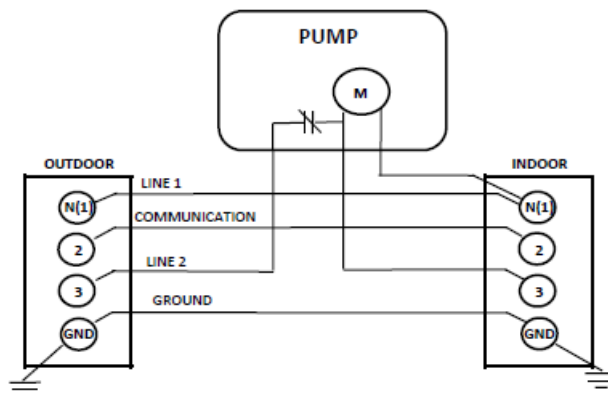 PUMP
M
OUTDOOR
INDOOR
LINE 1
N(1)
N(1)
COMMUNICATION
2
2
LINE 2
3
3
GROUND
GND
GND